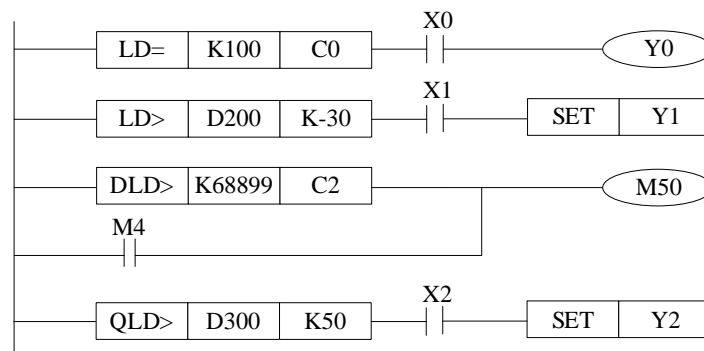 X0
LD= K100 C0 Y0
X1
LD> D200 K-30 SET Y1
DLD> K68899 C2 M50
M4
X2
QLD> D300 K50 SET Y2